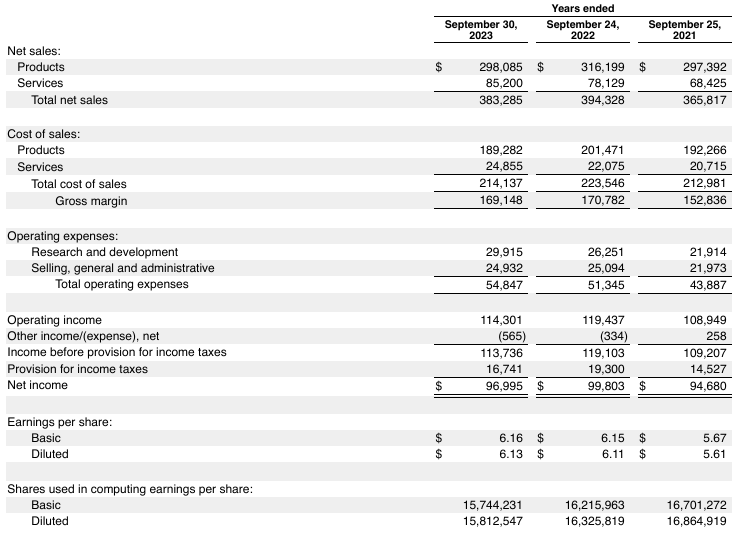 Years ended
September 30, 2023 September 24, 2022 September 25, 2021
Net sales:
Products $ 298,085 $ 316,199 $ 297,392
Services 85,200 78,129 68,425
Total net sales 383,285 394,328 365,817
Cost of sales:
Products 189,282 201,471 192,266
Services 24,855 22,075 20,715
Total cost of sales 214,137 223,546 212,981
Gross margin 169,148 170,782 152,836
Operating expenses:
Research and development 29,915 26,251 21,914
Selling, general and administrative 24,932 25,094 21,973
Total operating expenses 54,847 51,345 43,887
Operating income 114,301 119,437 108,949
Other income/(expense), net (565) (334) 258
Income before provision for income taxes 113,736 119,103 109,207
Provision for income taxes 16,741 19,300 14,527
Net income $ 96,995 $ 99,803 $ 94,680
Earnings per share:
Basic $ 6.16 $ 6.15 $ 5.67
Diluted $ 6.13 $ 6.11 $ 5.61
Shares used in computing earnings per share:
Basic 15,744,231 16,215,963 16,701,272
Diluted 15,812,547 16,325,819 16,864,919